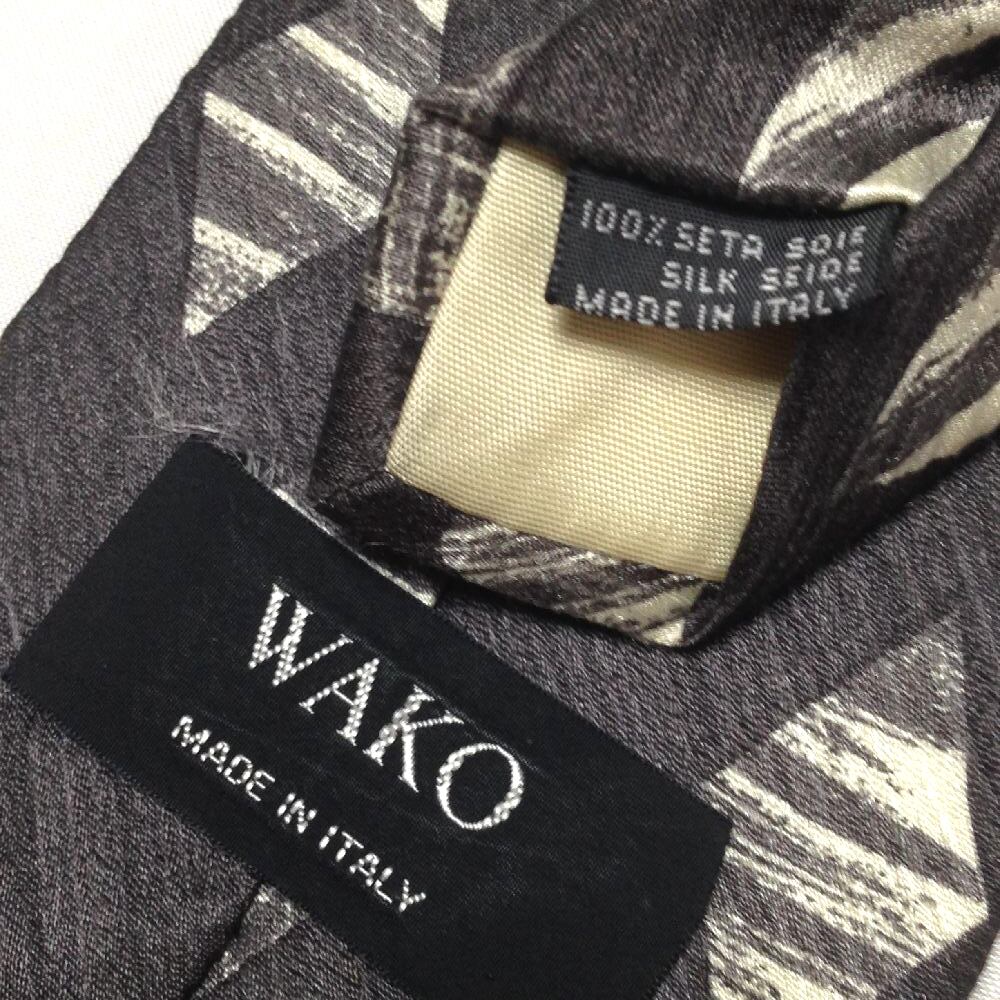 100% SETA SOIE
SILK SEIDE
MADE IN ITALY
WAKO
MADE IN ITALY